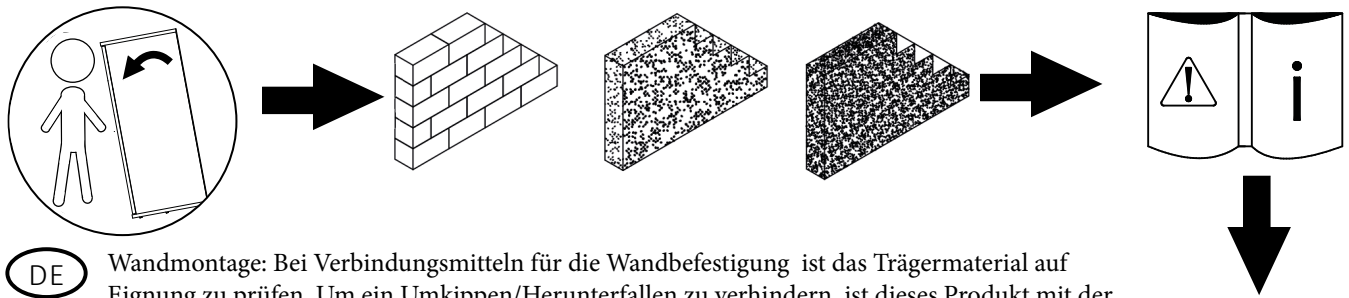 DE
Wandmontage: Bei Verbindungsmitteln für die Wandbefestigung ist das Trägermaterial auf
Eignung zu prüfen. Um ein Umkippen/Herunterfallen zu verhindern, ist dieses Produkt mit der